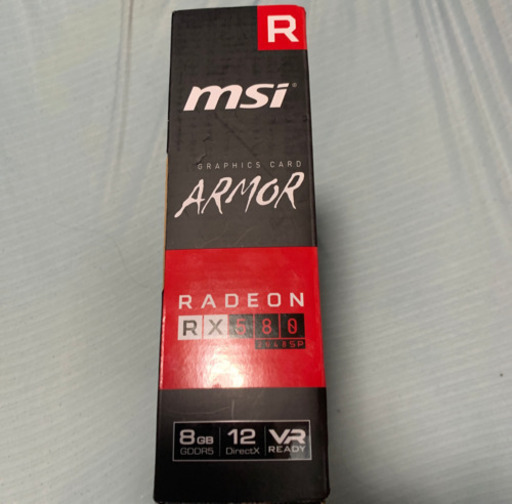 R
msi®
GRAPHICS CARD
ARMOR
RADEON
RX 580
2048SP
8GB 12 VR
GDDR5 DirectX READY